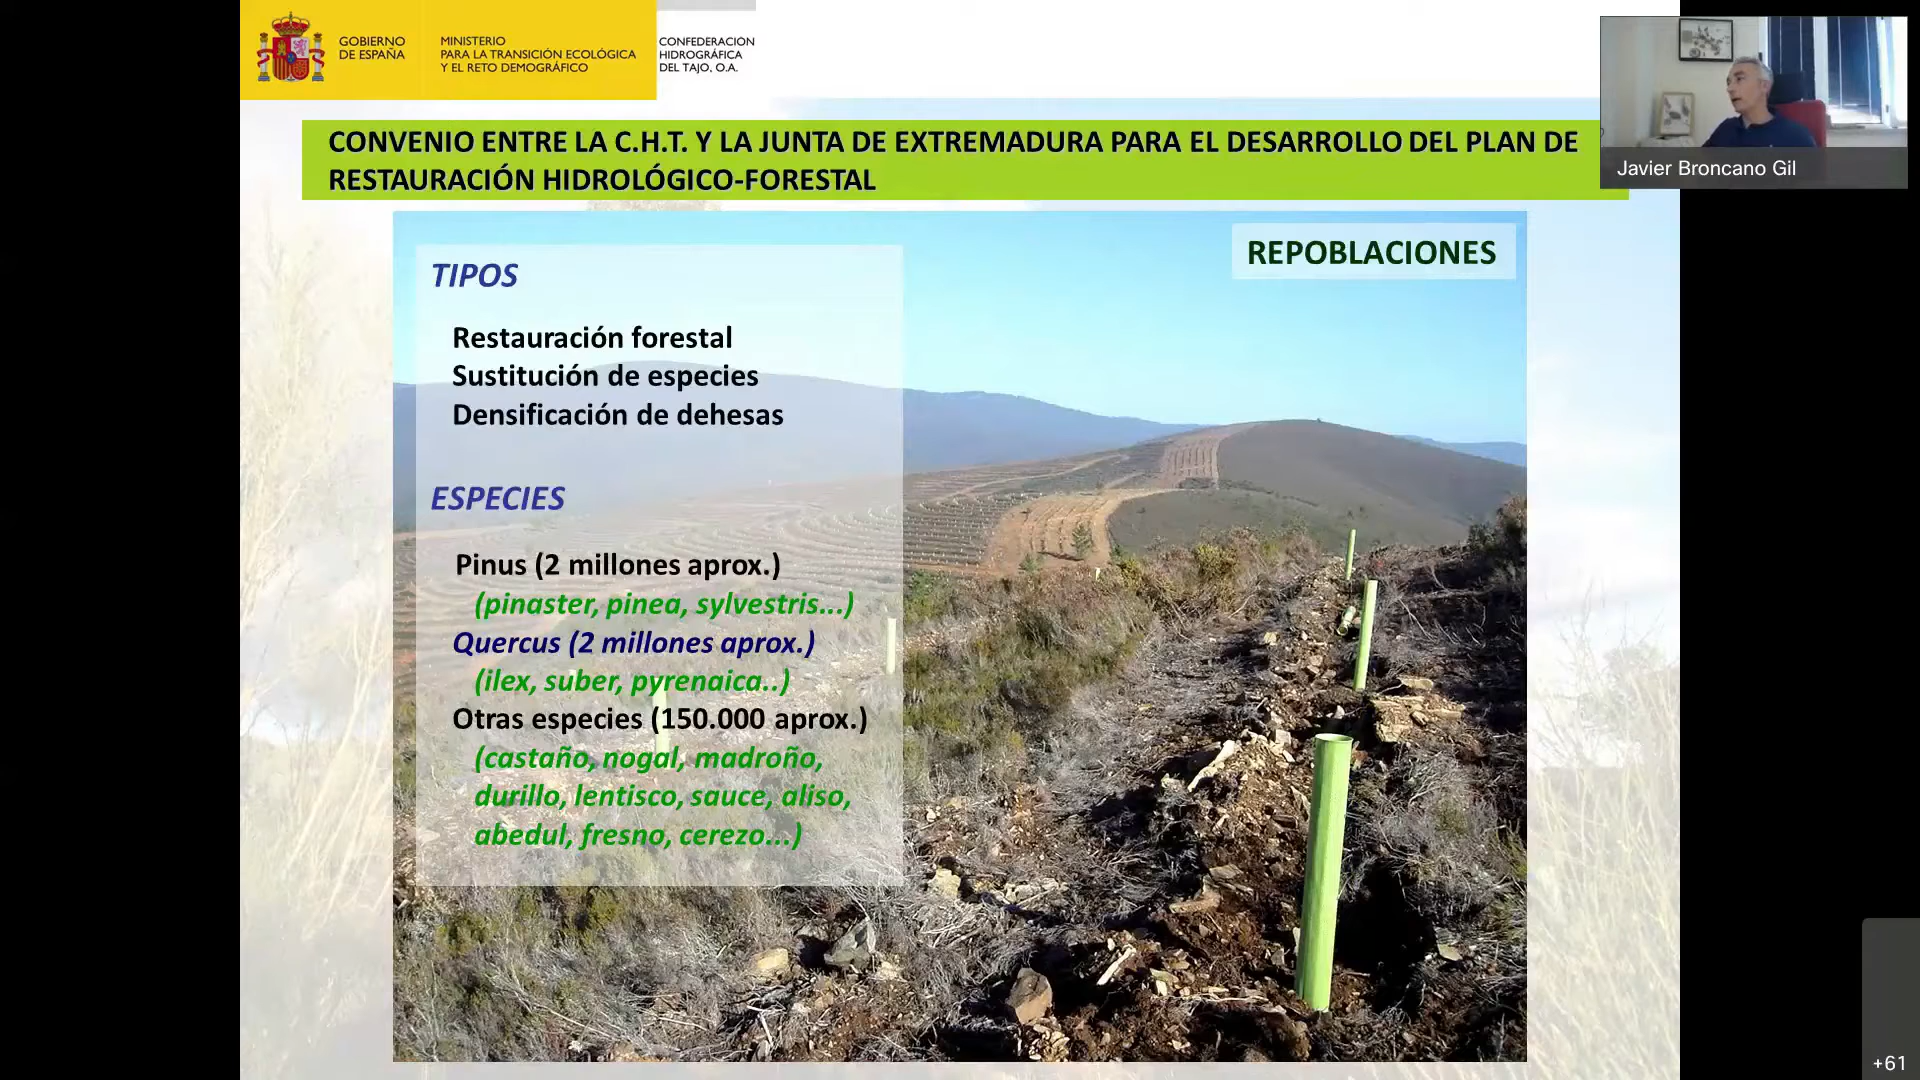 GOBIERNO
DE ESPAÑA
MINISTERIO
PARA LA TRANSICIÓN ECOLÓGICA
Y EL RETO DEMOGRÁFICO
CONFEDERACIÓN
HIDROGRÁFICA
DEL TAJO, O.A.
CONVENIO ENTRE LA C.H.T. Y LA JUNTA DE EXTREMADURA PARA EL DESARROLLO DEL PLAN DE
RESTAURACIÓN HIDROLÓGICO-FORESTAL
Javier Broncano Gil
REPOBLACIONES
TIPOS
Restauración forestal
Sustitución de especies
Densificación de dehesas
ESPECIES
Pinus (2 millones aprox.)
(pinaster, pinea, sylvestris...)
Quercus (2 millones aprox.)
(ilex, suber, pyrenaica..)
Otras especies (150.000 aprox.)
(castaño, nogal, madroño,
durillo, lentisco, sauce, aliso,
abedul, fresno, cerezo...)
+61